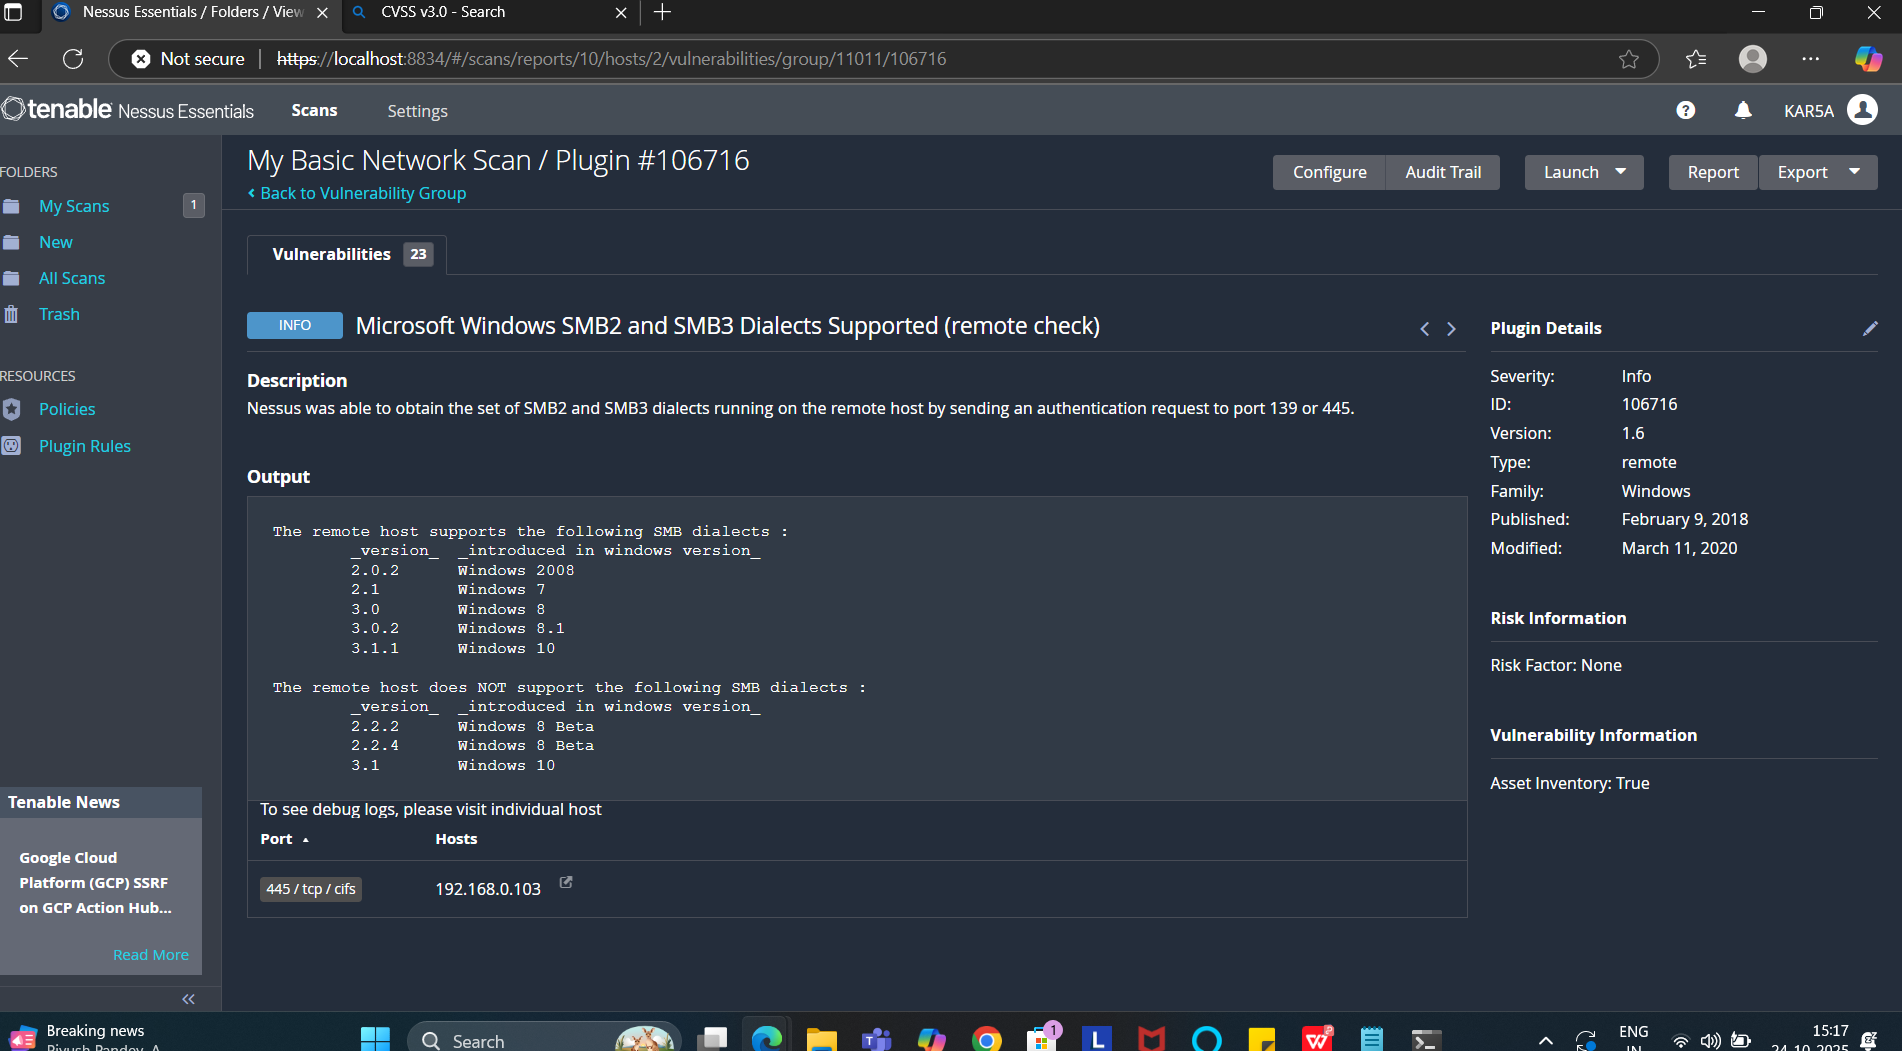 Nessus Essentials / Folders / View
CVSS v3.0 - Search
Not secure
https://localhost:8834/#/scans/reports/10/hosts/2/vulnerabilities/group/11011/106716
tenable Nessus Essentials
Scans
Settings
KAR5A
FOLDERS
My Scans
1
New
All Scans
Trash
RESOURCES
Policies
Plugin Rules
Tenable News
Google Cloud
Platform (GCP) SSRF
on GCP Action Hub...
Read More
My Basic Network Scan / Plugin #106716
Back to Vulnerability Group
Configure
Audit Trail
Launch
Report
Export
Vulnerabilities 23
INFO
Microsoft Windows SMB2 and SMB3 Dialects Supported (remote check)
Description
Nessus was able to obtain the set of SMB2 and SMB3 dialects running on the remote host by sending an authentication request to port 139 or 445.
Output
The remote host supports the following SMB dialects :
_version_ _introduced in windows version_
2.0.2 Windows 2008
2.1 Windows 7
3.0 Windows 8
3.0.2 Windows 8.1
3.1.1 Windows 10
The remote host does NOT support the following SMB dialects :
_version_ _introduced in windows version_
2.2.2 Windows 8 Beta
2.2.4 Windows 8 Beta
3.1 Windows 10
To see debug logs, please visit individual host
Port Hosts
445 / tcp / cifs 192.168.0.103
Plugin Details
Severity: Info
ID: 106716
Version: 1.6
Type: remote
Family: Windows
Published: February 9, 2018
Modified: March 11, 2020
Risk Information
Risk Factor: None
Vulnerability Information
Asset Inventory: True
Breaking news
Piyush Pandey, A
Search
1
ENG
IN
15:17
24-10-2025